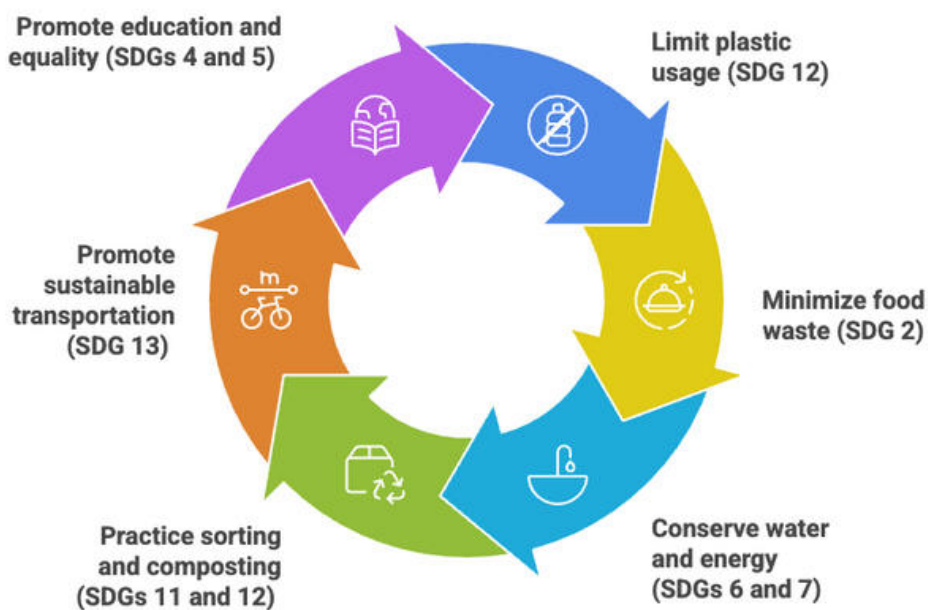 Promote education and
equality (SDGs 4 and 5)
Limit plastic
usage (SDG 12)
Minimize food
waste (SDG 2)
Conserve water
and energy
(SDGs 6 and 7)
Practice sorting
and composting
(SDGs 11 and 12)
Promote
sustainable
transportation
(SDG 13)
m